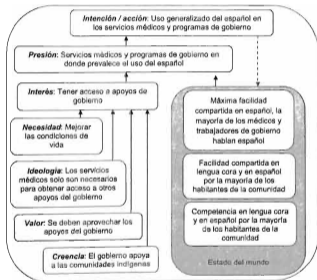 Intención / acción: Uso generalizado del español en
los servicios médicos y programas de gobierno
Presión: Servicios médicos y programas de gobierno en
donde prevalece el uso del español
Interés: Tener acceso a apoyos de
gobierno
Necesidad: Mejorar
las condiciones de
vida
Ideología: Los servicios
médicos solo son necesarios
para obtener acceso a otros
apoyos del gobierno
Valor: Se deben aprovechar los
apoyos del gobierno
Creencia: El gobierno apoya
a las comunidades indígenas
Máxima facilidad
compartida en español, la
mayoría de los médicos y
trabajadores de gobierno
hablan español
Facilidad compartida en
lengua cora y en español por
la mayoría de los habitantes
de la comunidad
Competencia en lengua cora
y en español por la mayoría de
los habitantes de la
comunidad
Estado del mundo